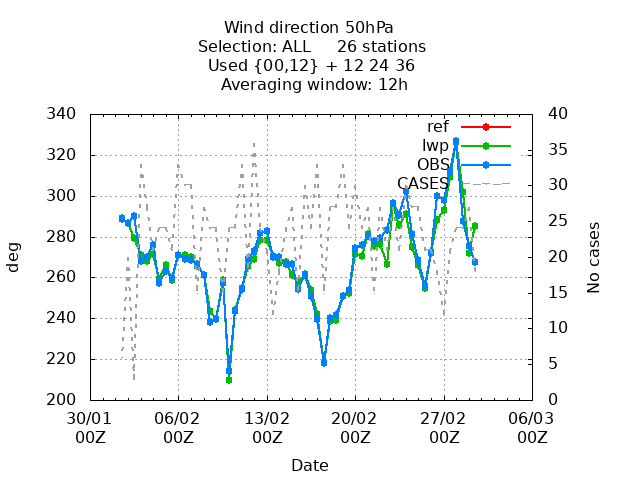 Wind direction 50hPa
Selection: ALL     26 stations
Used {00,12} + 12 24 36
Averaging window: 12h
340
320
300
280
260
240
220
200
deg
40
35
30
25
20
15
10
5
0
No cases
ref
lwp
OBS
CASES
30/01 06/02 13/02 20/02 27/02 06/03
00Z 00Z 00Z 00Z 00Z 00Z
Date